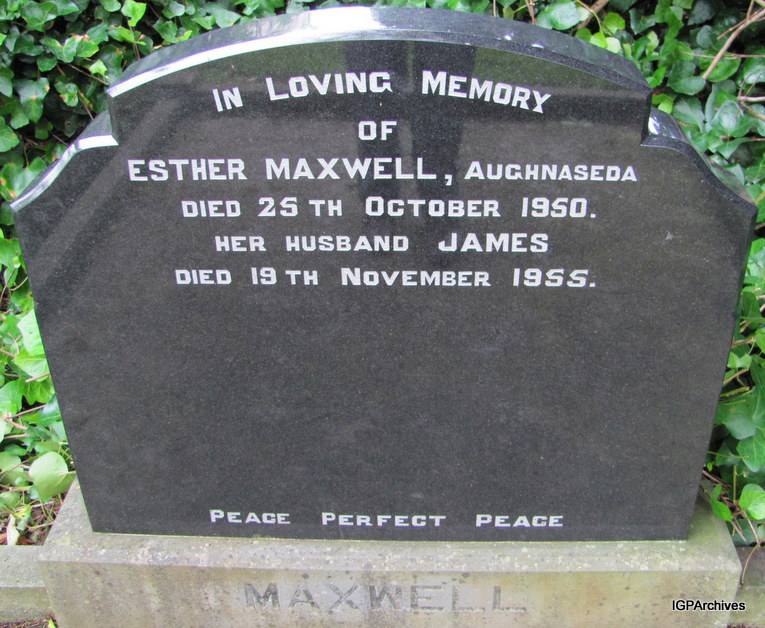 IN LOVING MEMORY
OF
ESTHER MAXWELL, AUGHNASEDA
DIED 25TH OCTOBER 1950.
HER HUSBAND JAMES
DIED 19TH NOVEMBER 1955.
PEACE PERFECT PEACE
MAXWELL
IGPArchives